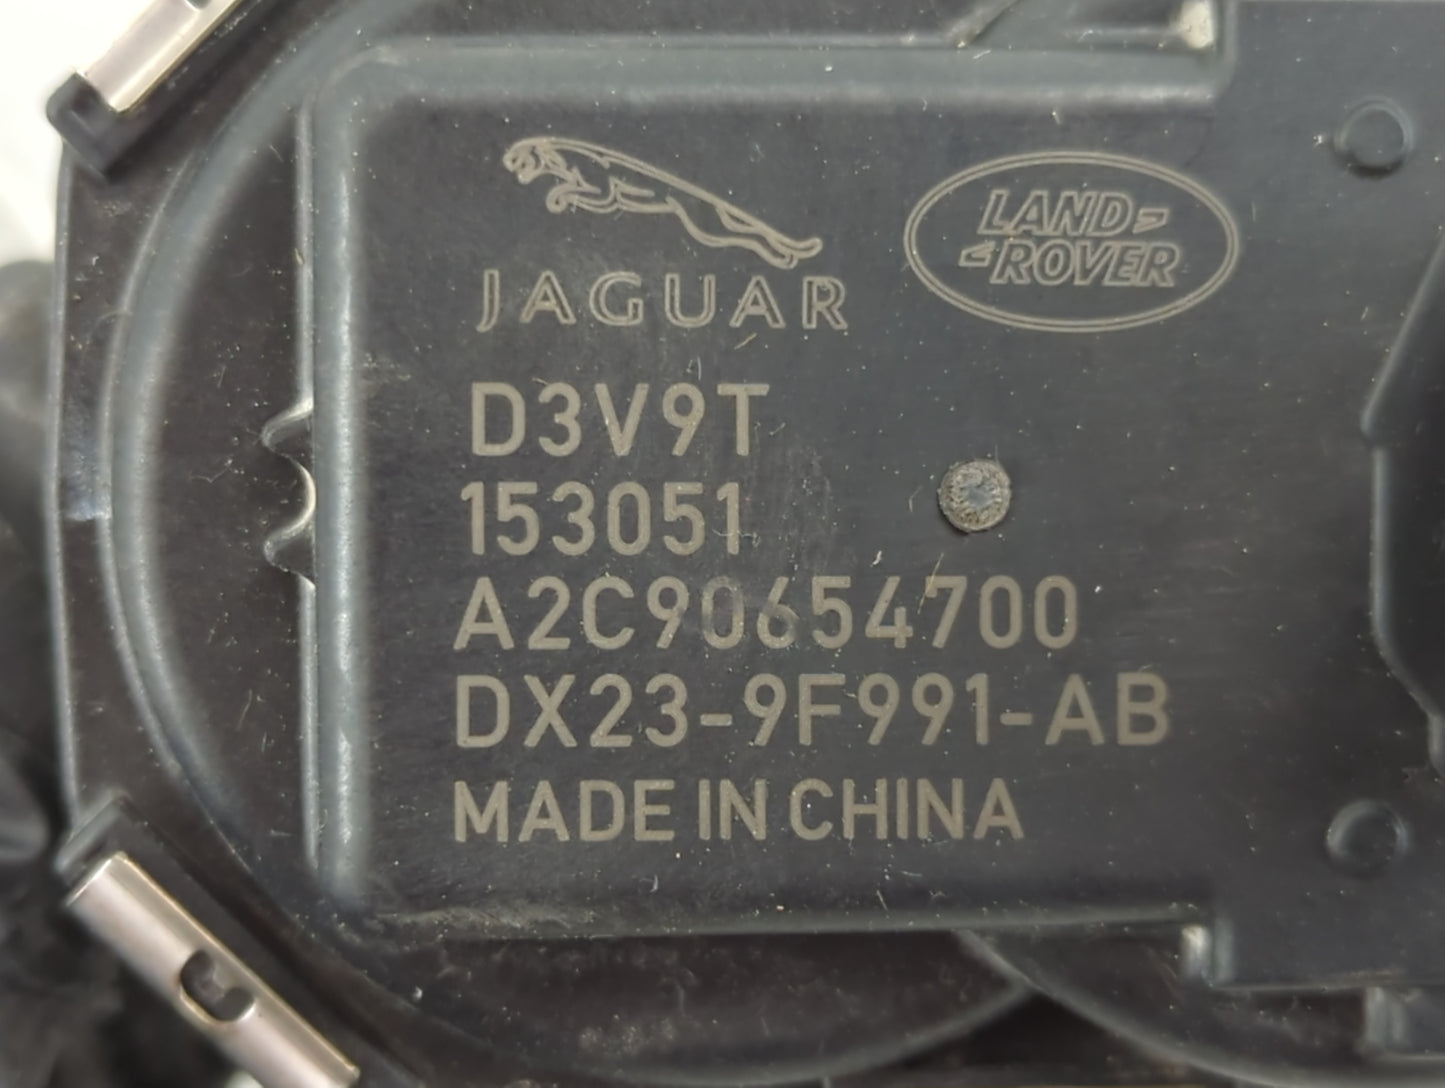 JAGUAR
LAND
ROVER
D3V9T
153051
A2C90654700
DX23-9F991-AB
MADE IN CHINA